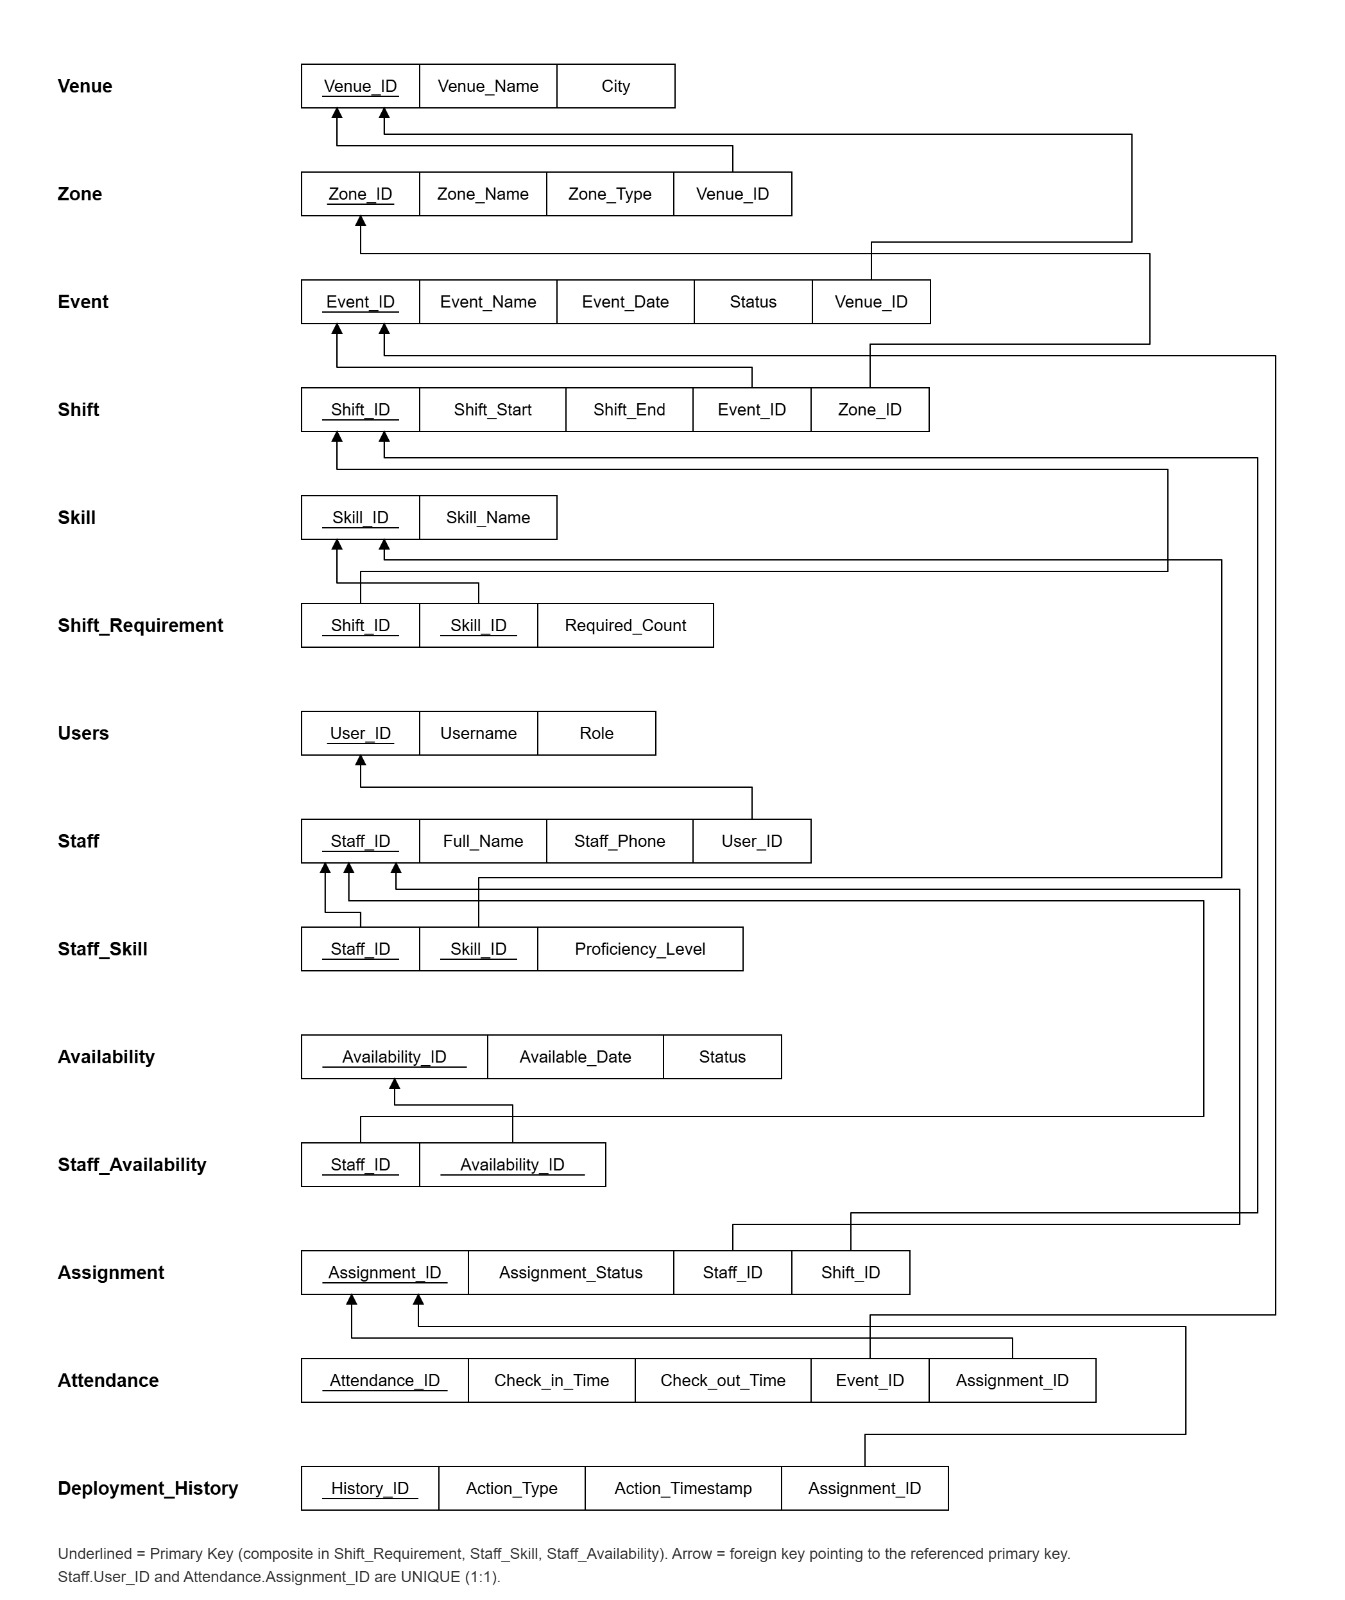 Venue Venue_ID Venue_Name City
Zone Zone_ID Zone_Name Zone_Type Venue_ID
Event Event_ID Event_Name Event_Date Status Venue_ID
Shift Shift_ID Shift_Start Shift_End Event_ID Zone_ID
Skill Skill_ID Skill_Name
Shift_Requirement Shift_ID Skill_ID Required_Count
Users User_ID Username Role
Staff Staff_ID Full_Name Staff_Phone User_ID
Staff_Skill Staff_ID Skill_ID Proficiency_Level
Availability Availability_ID Available_Date Status
Staff_Availability Staff_ID Availability_ID
Assignment Assignment_ID Assignment_Status Staff_ID Shift_ID
Attendance Attendance_ID Check_in_Time Check_out_Time Event_ID Assignment_ID
Deployment_History History_ID Action_Type Action_Timestamp Assignment_ID
Underlined = Primary Key (composite in Shift_Requirement, Staff_Skill, Staff_Availability). Arrow = foreign key pointing to the referenced primary key.
Staff.User_ID and Attendance.Assignment_ID are UNIQUE (1:1).